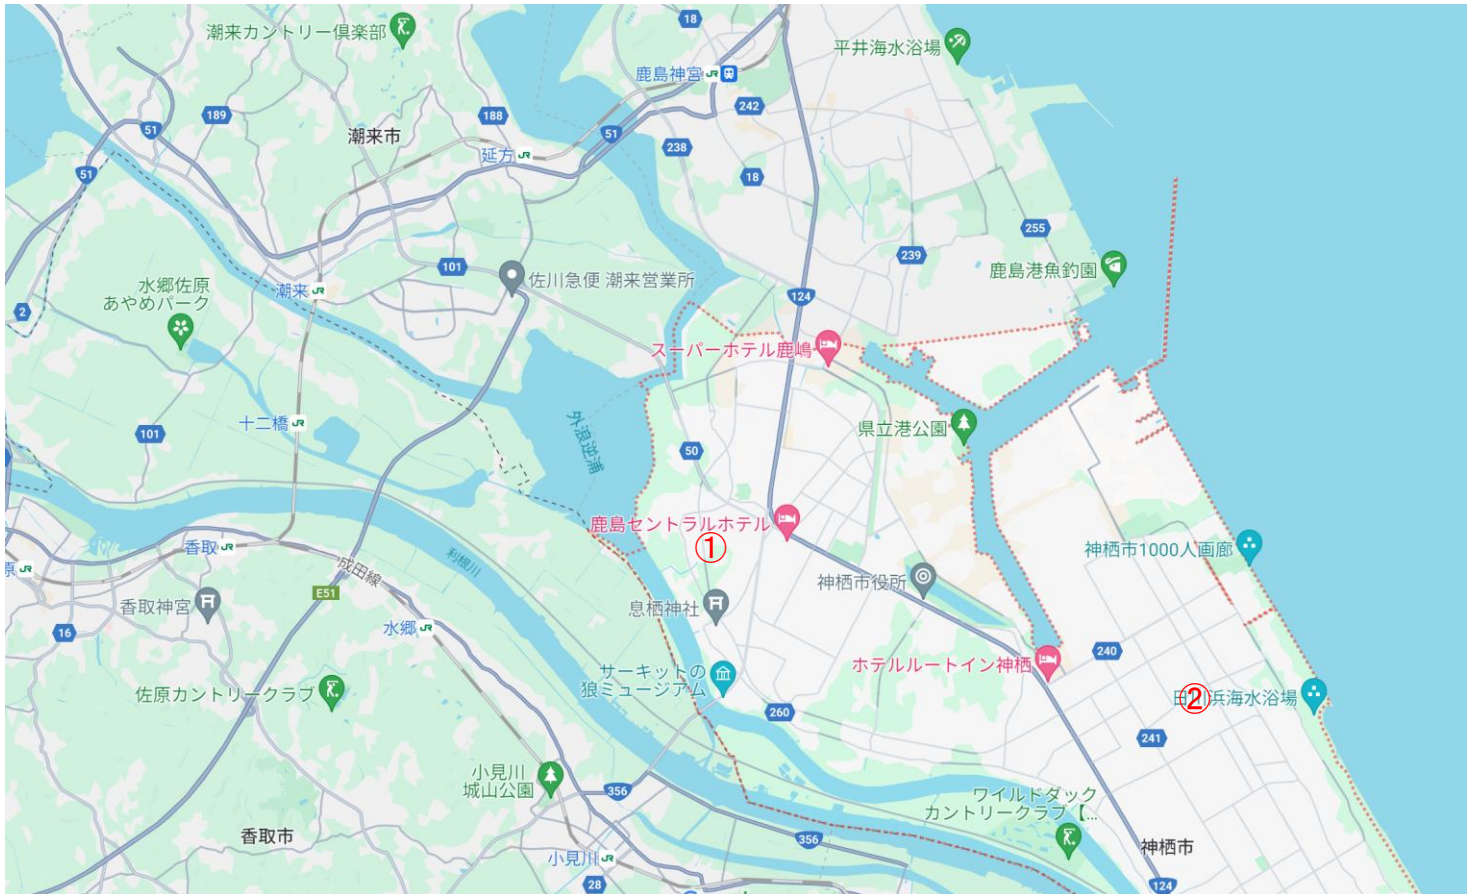 潮来カントリー倶楽部
18
平井海水浴場
鹿島神宮
JR
189
51
188
242
潮来市
51
延方
JR
238
51
18
255
239
101
佐川急便 潮来営業所
鹿島港魚釣園
水郷佐原
あやめパーク
潮来
JR
124
2
スーパーホテル鹿嶋
十二橋
JR
101
外浪逆浦
県立港公園
50
鹿島セントラルホテル
①
香取
JR
成田線
利根川
神栖市1000人画廊
原
JR
神栖市役所
E51
香取神宮
息栖神社
16
水郷
JR
240
ホテルルートイン神栖
サーキットの
狼ミュージアム
佐原カントリークラブ
②
浜海水浴場
260
241
小見川
城山公園
356
ワイルドダック
カントリークラブ【...
香取市
356
神栖市
小見川
JR
28
124